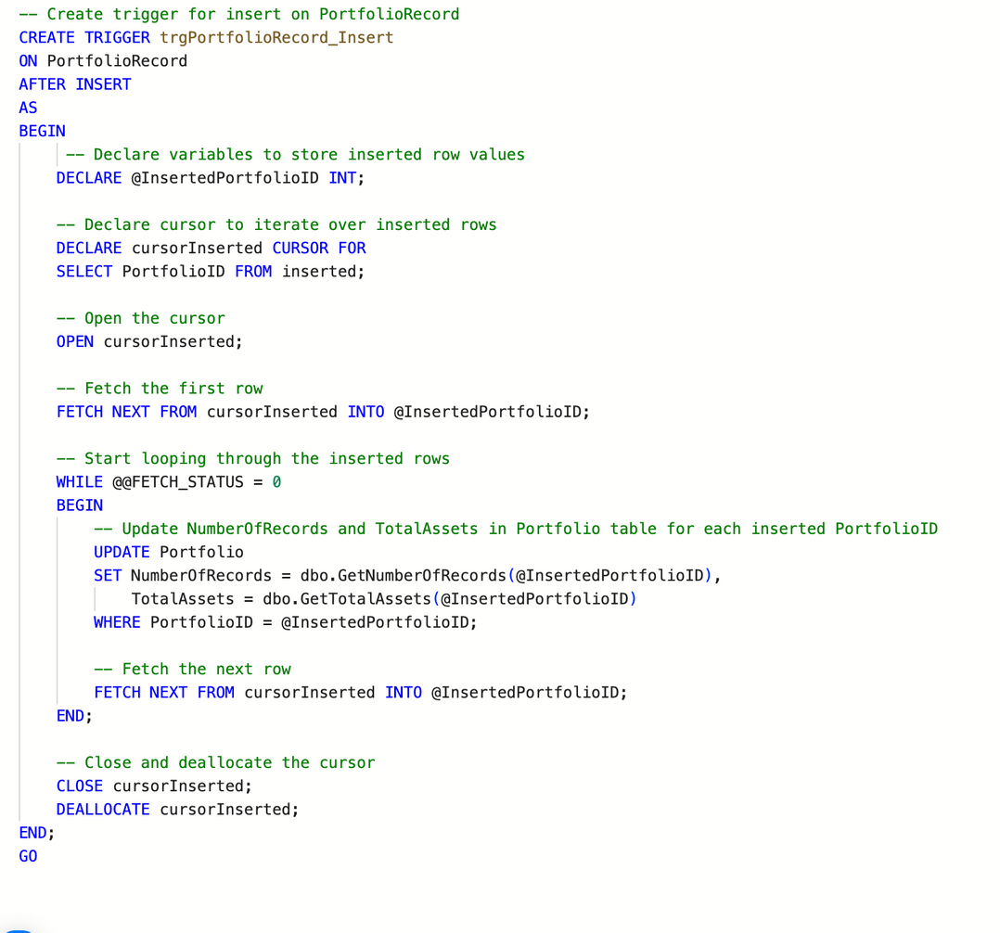 -- Create trigger for insert on PortfolioRecord
CREATE TRIGGER trgPortfolioRecord_Insert
ON PortfolioRecord
AFTER INSERT
AS
BEGIN
-- Declare variables to store inserted row values
DECLARE @InsertedPortfolioID INT;
-- Declare cursor to iterate over inserted rows
DECLARE cursorInserted CURSOR FOR
SELECT PortfolioID FROM inserted;
-- Open the cursor
OPEN cursorInserted;
-- Fetch the first row
FETCH NEXT FROM cursorInserted INTO @InsertedPortfolioID;
-- Start looping through the inserted rows
WHILE @@FETCH_STATUS = 0
BEGIN
-- Update NumberOfRecords and TotalAssets in Portfolio table for each inserted PortfolioID
UPDATE Portfolio
SET NumberOfRecords = dbo.GetNumberOfRecords(@InsertedPortfolioID),
TotalAssets = dbo.GetTotalAssets(@InsertedPortfolioID)
WHERE PortfolioID = @InsertedPortfolioID;
-- Fetch the next row
FETCH NEXT FROM cursorInserted INTO @InsertedPortfolioID;
END;
-- Close and deallocate the cursor
CLOSE cursorInserted;
DEALLOCATE cursorInserted;
END;
GO